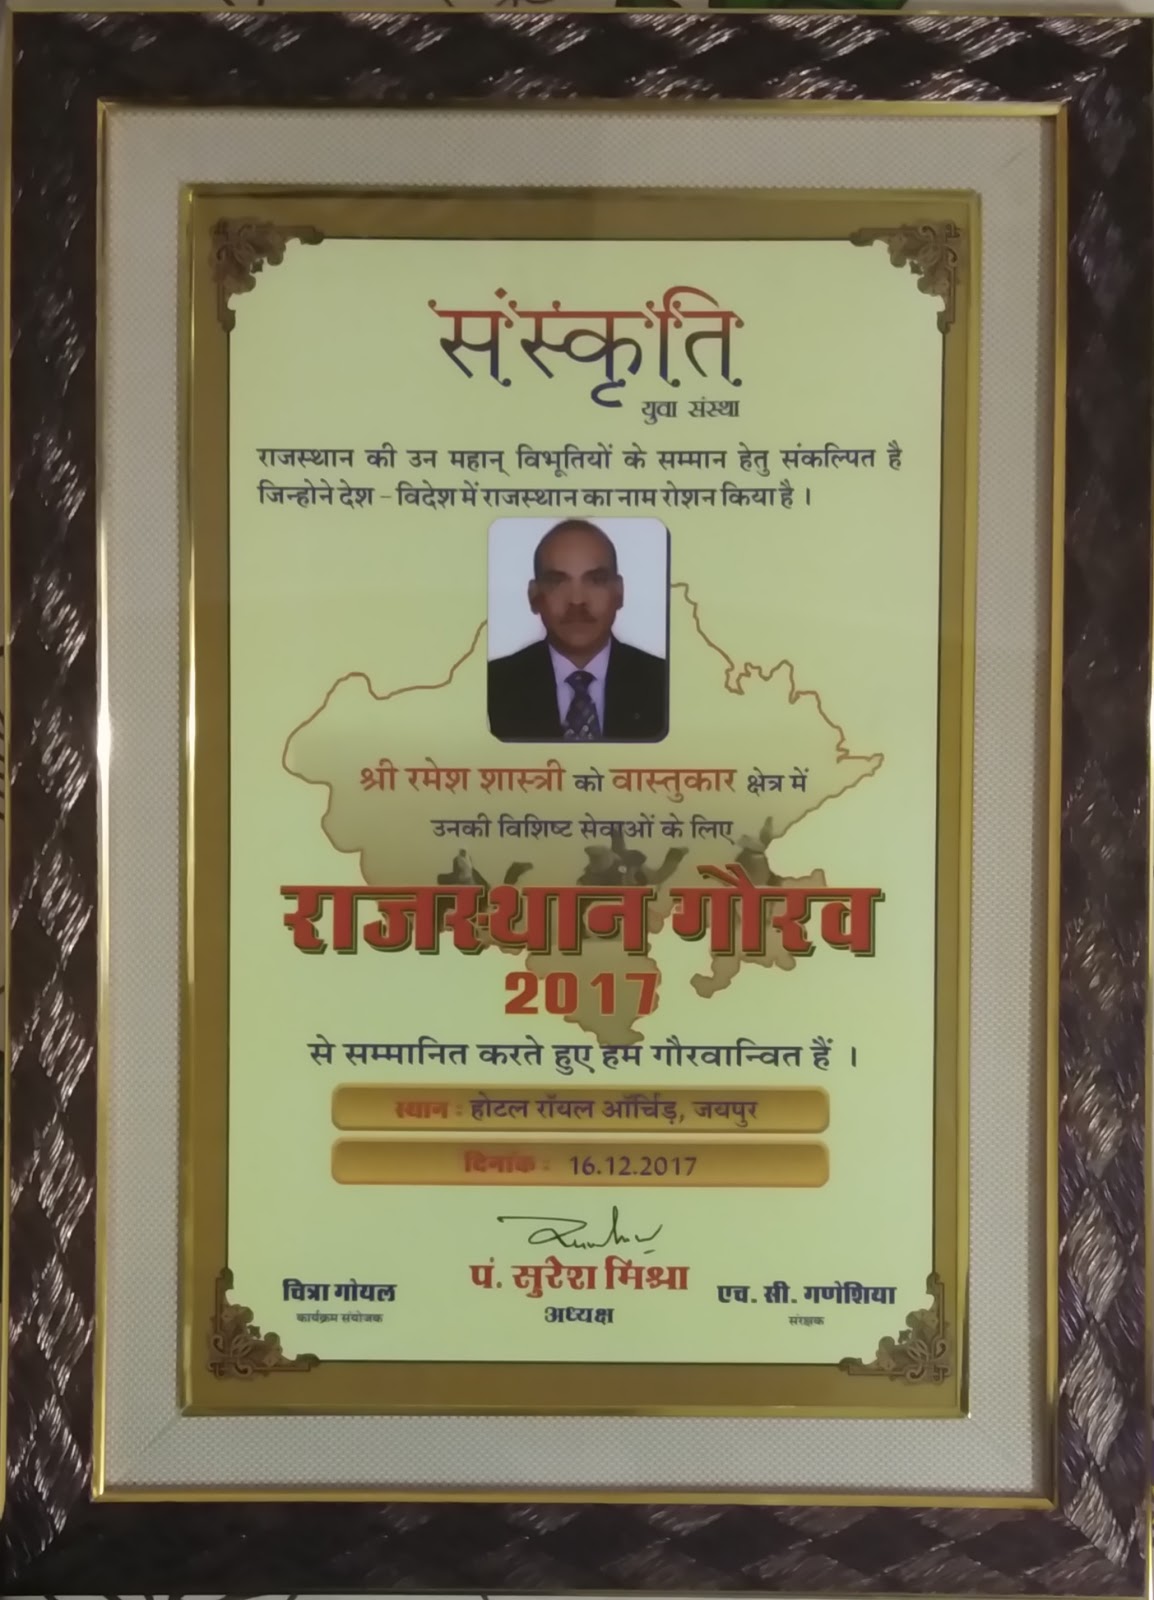 संस्कृति
युवा संस्था
राजस्थान की उन महान् विभूतियों के सम्मान हेतु संकल्पित है
जिन्होने देश - विदेश में राजस्थान का नाम रोशन किया है ।
श्री रमेश शास्त्री को वास्तुकार क्षेत्र में
उनकी विशिष्ट सेवाओं के लिए
राजस्थान गौरव
2017
से सम्मानित करते हुए हम गौरवान्वित हैं ।
स्थान : होटल रॉयल ऑर्चिड़, जयपुर
दिनांक : 16.12.2017
चित्रा गोयल
कार्यक्रम संयोजक
पं. सुरेश मिश्रा
अध्यक्ष
एच. सी. गणेशिया
संरक्षक